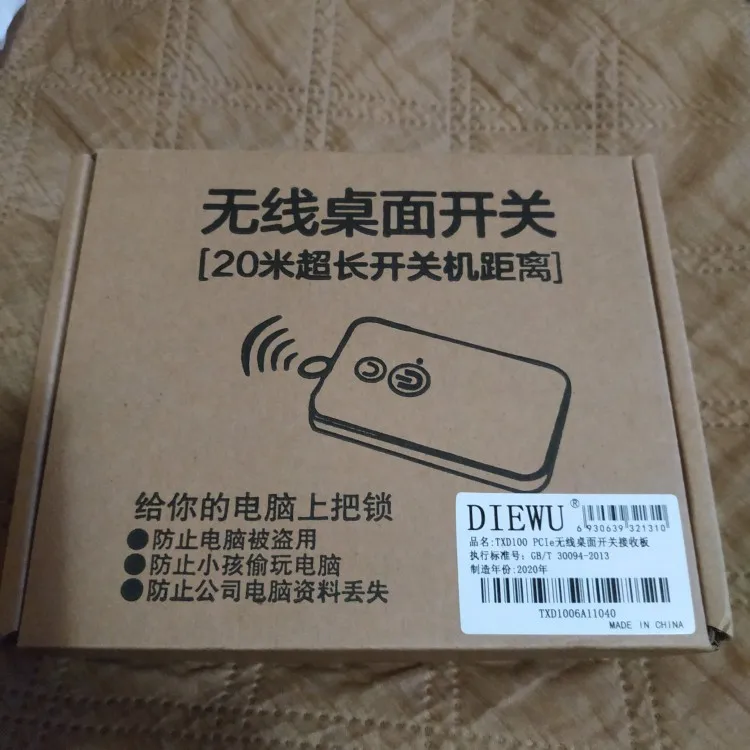 无线桌面开关
[20米超长开关机距离]
给你的电脑上把锁
●防止电脑被盗用
●防止小孩偷玩电脑
●防止公司电脑资料丢失
DIEWU®
6 930639 321310
品名:TXD100 PCIe无线桌面开关接收板
执行标准号: GB/T 30094-2013
制造年份:2020年
TXD1006A11040
MADE IN CHINA